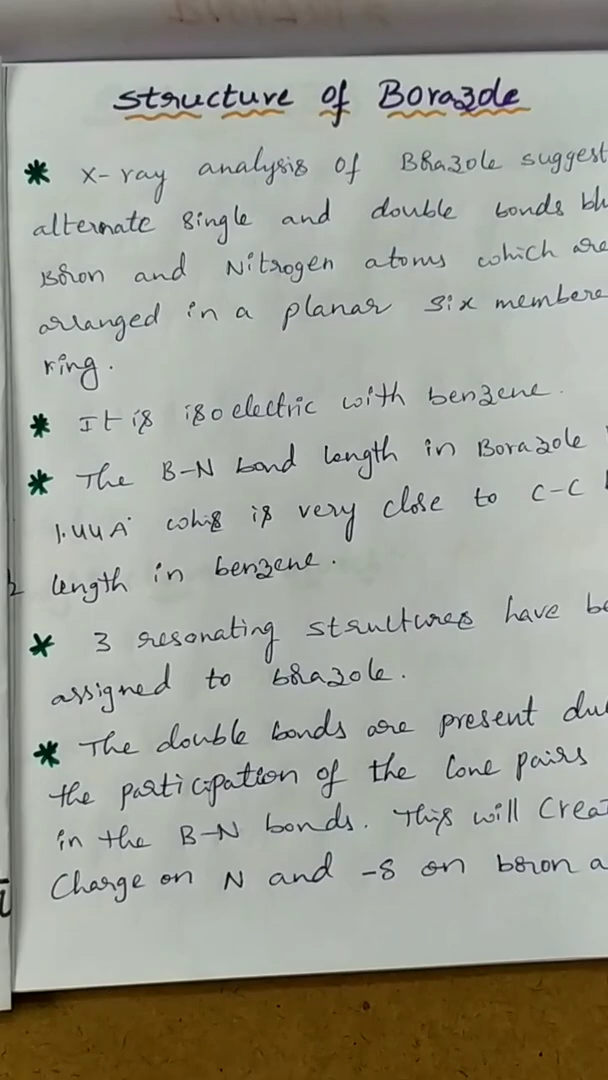 structure of Borazole
* X-ray analysis of BRazole suggest
alternate single and double bonds
Boron and Nitrogen atoms which are
arranged in a planar six membere
ring.
* It is isoelectric with benzene.
* The B-N bond length in Borazole
1.44A° is very close to C-C
length in benzene.
* 3 resonating structures have be
assigned to borazole.
* The double bonds are present du
the participation of the lone pairs
in the B-N bonds. This will Crea
Charge on N and -δ on boron a